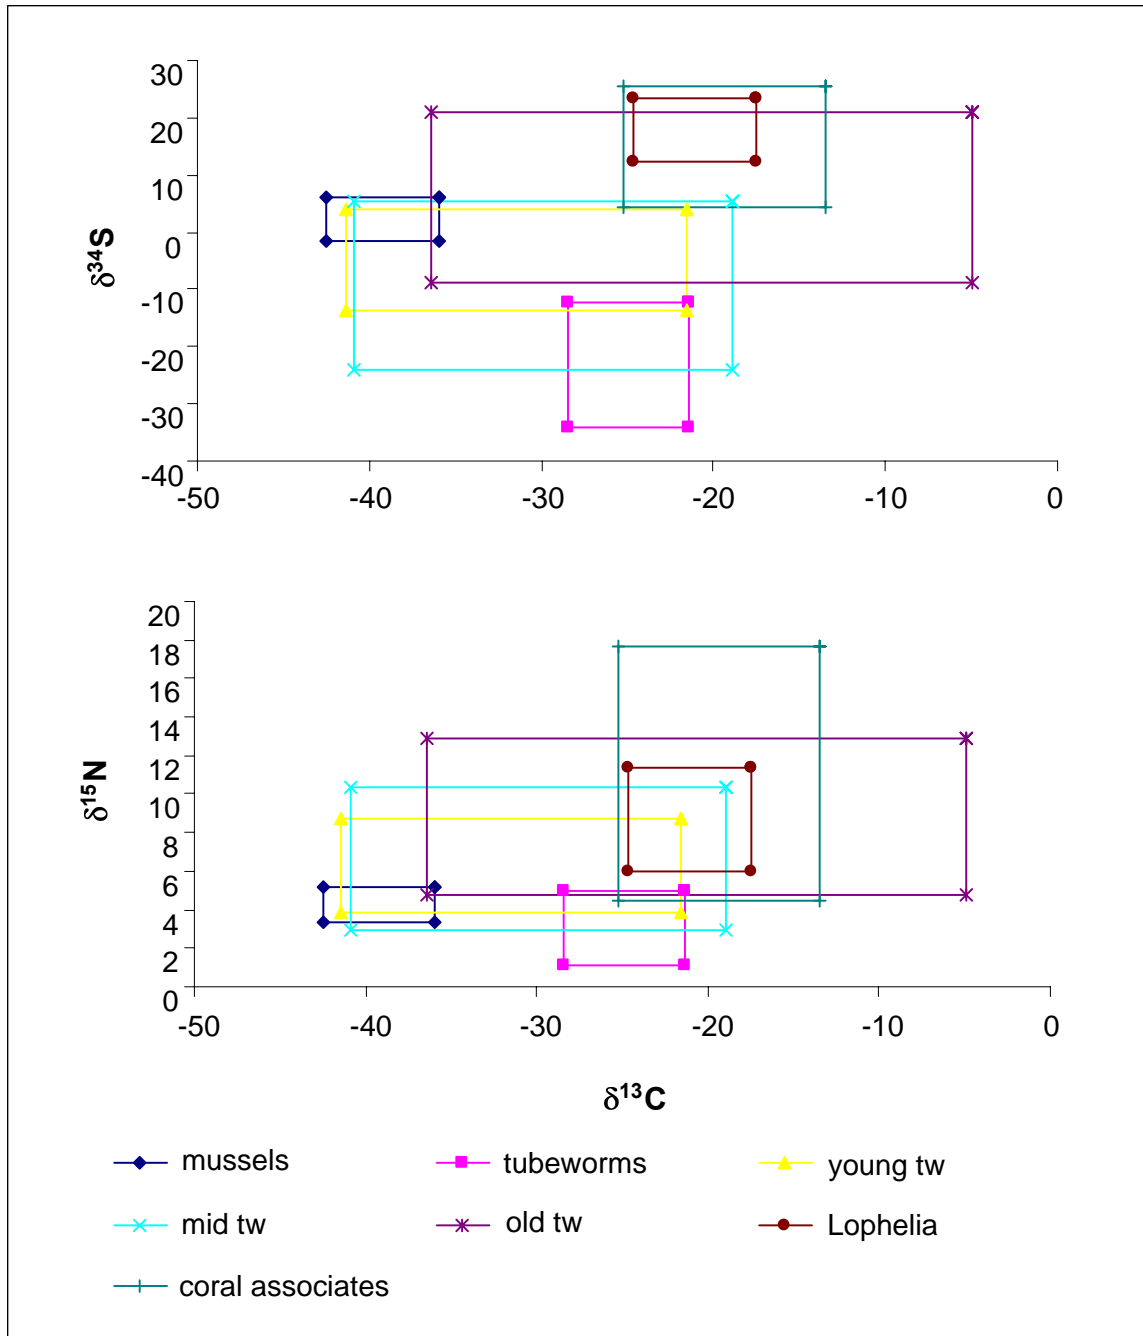 30
20
10
0
-10
-20
-30
-40
δ34S
-50 -40 -30 -20 -10 0
20
18
16
14
12
10
8
6
4
2
0
δ15N
-50 -40 -30 -20 -10 0
δ13C
mussels tubeworms young tw
mid tw old tw Lophelia
coral associates